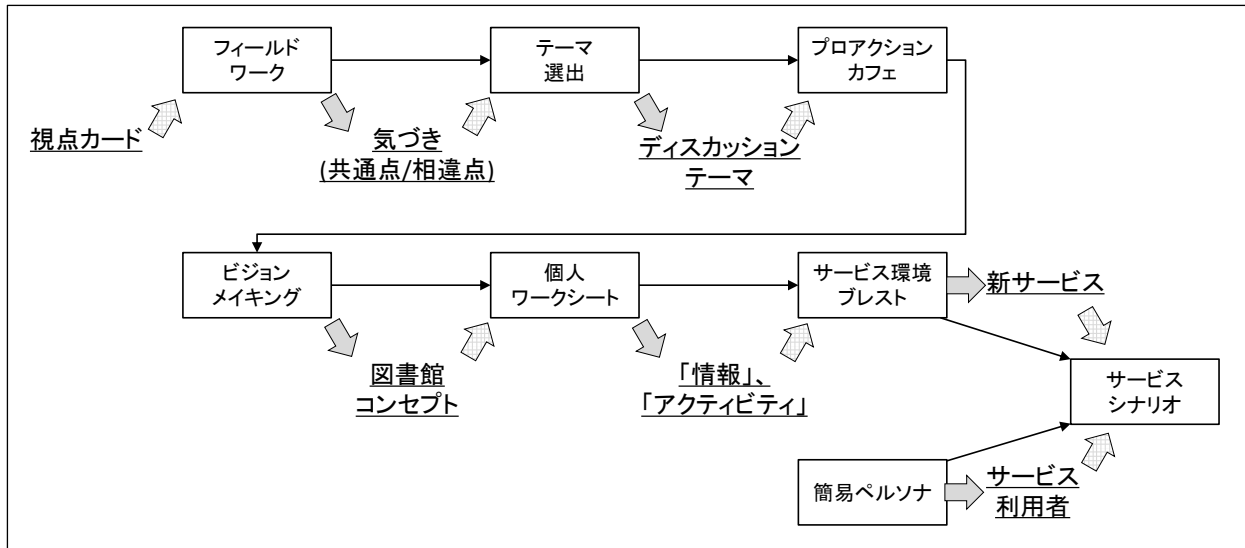 フィールド
ワーク
テーマ
選出
プロアクション
カフェ
視点カード
気づき
(共通点/相違点)
ディスカッション
テーマ
ビジョン
メイキング
個人
ワークシート
サービス環境
ブレスト
新サービス
図書館
コンセプト
「情報」、
「アクティビティ」
サービス
シナリオ
簡易ペルソナ
サービス
利用者